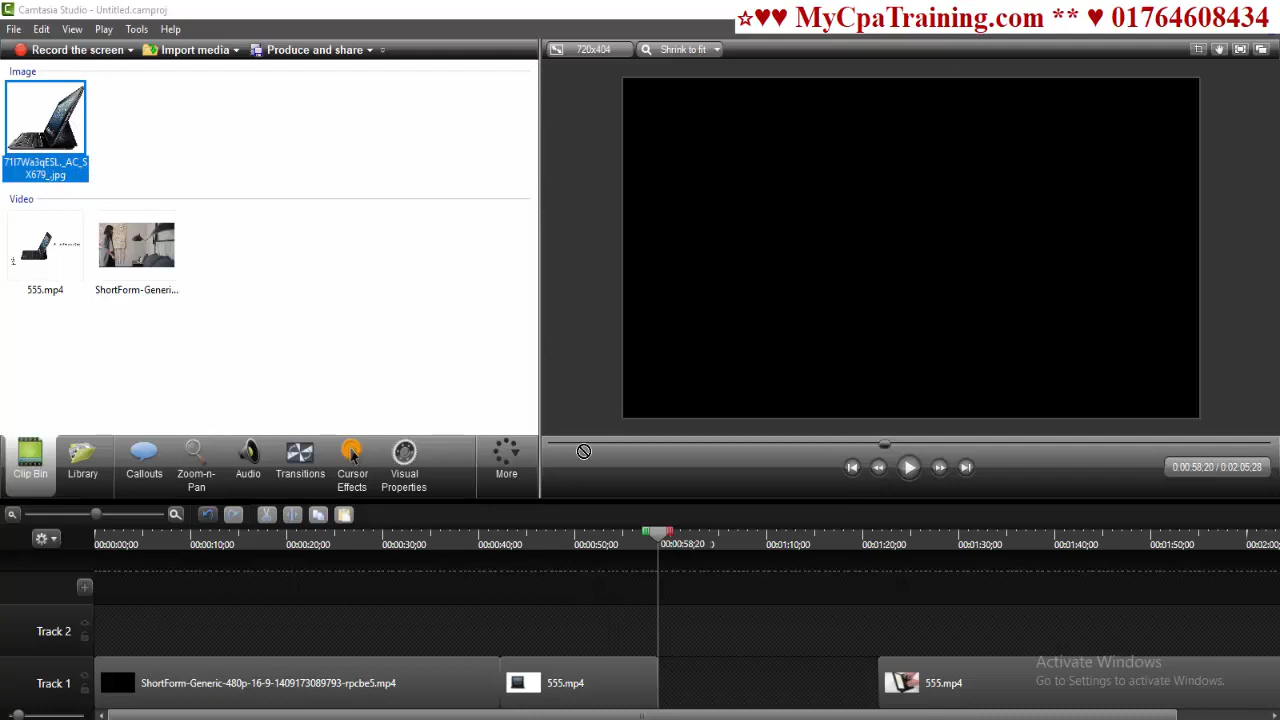 Camtasia Studio - Untitled.camproj
☆♥♥ MyCpaTraining.com ** ♥ 01764608434
File Edit View Play Tools Help
Record the screen Import media Produce and share
720x404 Shrink to fit
Image
71I7Wa3qESL._AC_S
X679_.jpg
Video
555.mp4 ShortForm-Generi...
Clip Bin Library Callouts Zoom-n-
Pan Audio Transitions Cursor
Effects Visual
Properties More
0:00:58;20 / 0:02:05;28
00:00:00;00 00:00:10;00 00:00:20;00 00:00:30;00 00:00:40;00 00:00:50;00 00:00:58;20 00:01:10;00 00:01:20;00 00:01:30;00 00:01:40;00 00:01:50;00
Track 2
Track 1 ShortForm-Generic-480p-16-9-1409173089793-rpcbe5.mp4 555.mp4 555.mp4
Activate Windows
Go to Settings to activate Windows.